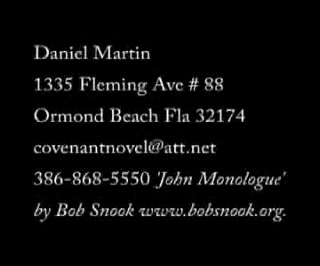 Daniel Martin
1335 Fleming Ave # 88
Ormond Beach Fla 32174
covenantnovel@att.net
386-868-5550 'John Monologue'
by Bob Snook www.bobsnook.org.